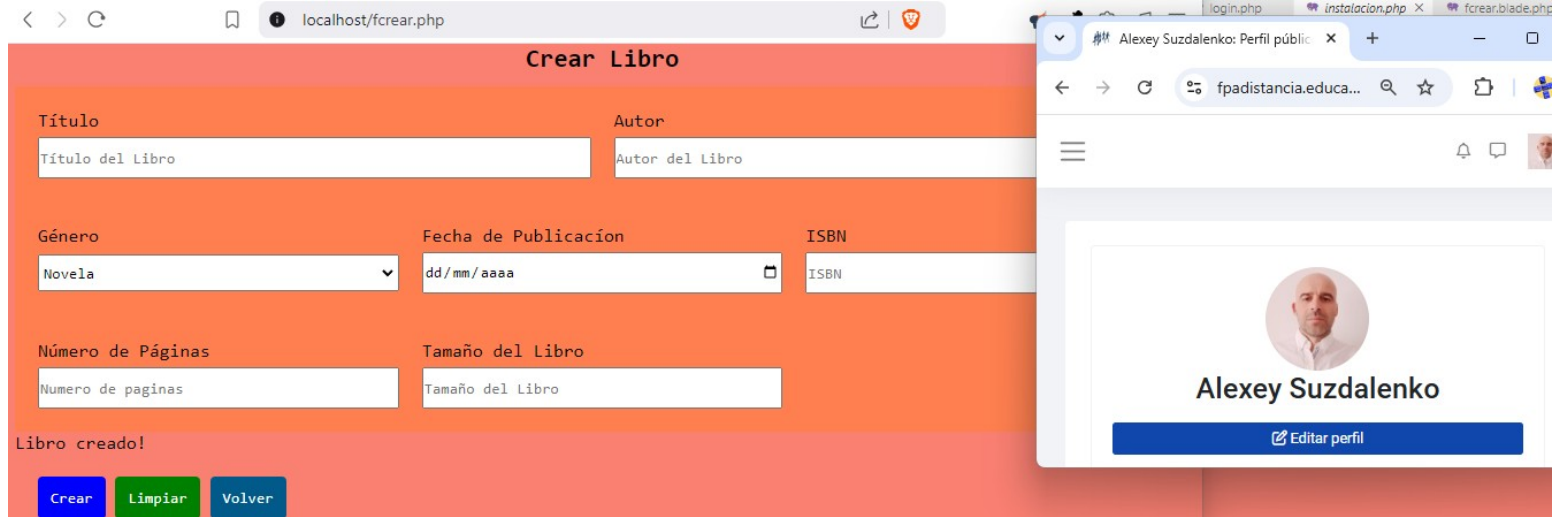 localhost/fcrear.php
Crear Libro
Título
Autor
Título del Libro
Autor del Libro
Género
Fecha de Publicacíon
ISBN
Novela
dd/mm/aaaa
ISBN
Número de Páginas
Tamaño del Libro
Numero de paginas
Tamaño del Libro
Libro creado!
Crear
Limpiar
Volver
login.php
instalacion.php
fcrear.blade.php
Alexey Suzdalenko: Perfil públic
fpadistancia.educa...
Alexey Suzdalenko
Editar perfil